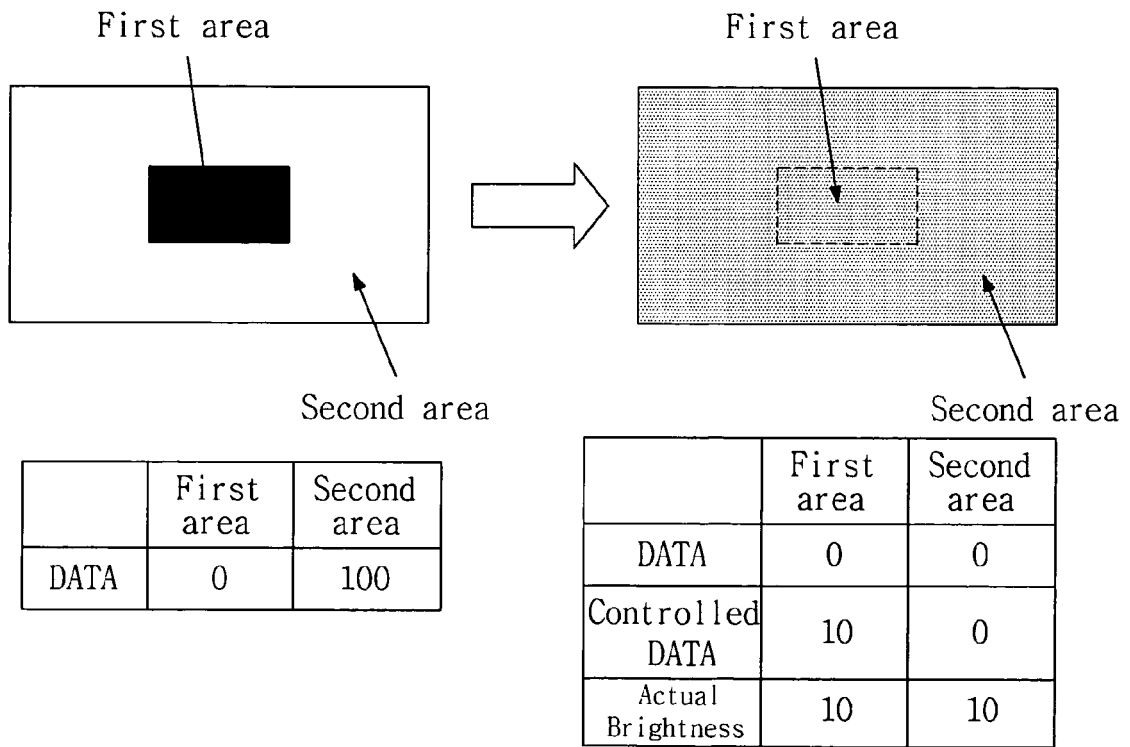 First area
First area
Second area
Second area
First area Second area
DATA 0 100
First area Second area
DATA 0 0
Controlled DATA 10 0
Actual Brightness 10 10